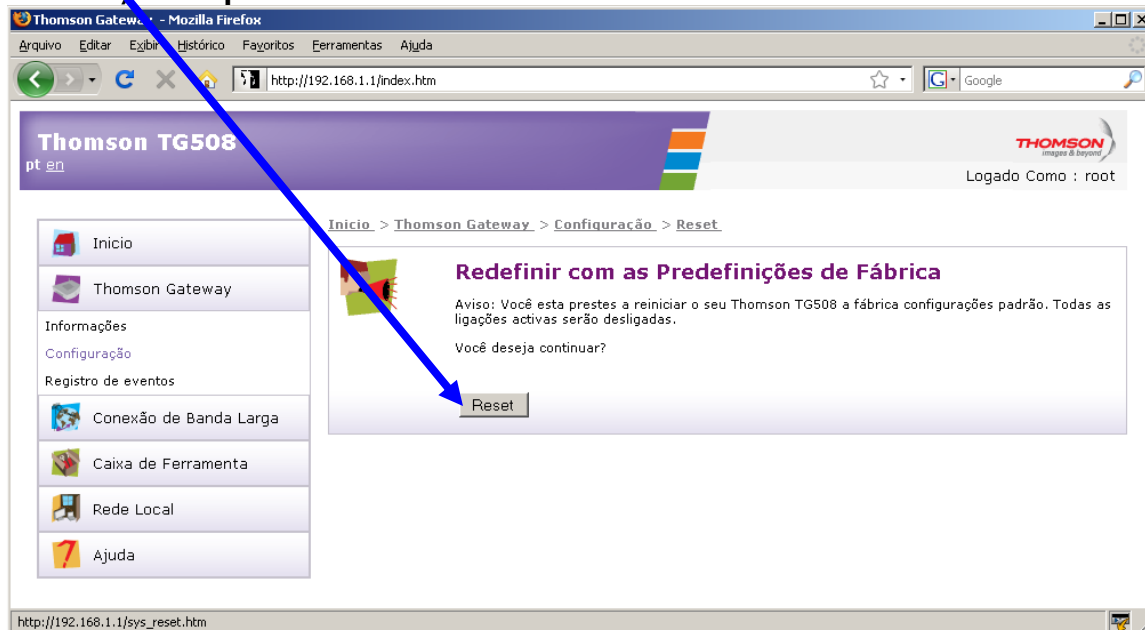 Thomson Gatew - Mozilla Firefox
Arquivo Editar Exibir Histórico Favoritos Ferramentas Ajuda
http://192.168.1.1/index.htm
G Google
Thomson TG508
pt en
THOMSON
images & beyond
Logado Como : root
Inicio > Thomson Gateway > Configuração > Reset
Inicio
Thomson Gateway
Informações
Configuração
Registro de eventos
Conexão de Banda Larga
Caixa de Ferramenta
Rede Local
Ajuda
Redefinir com as Predefinições de Fábrica
Aviso: Você esta prestes a reiniciar o seu Thomson TG508 a fábrica configurações padrão. Todas as
ligações activas serão desligadas.
Você deseja continuar?
Reset
http://192.168.1.1/sys_reset.htm